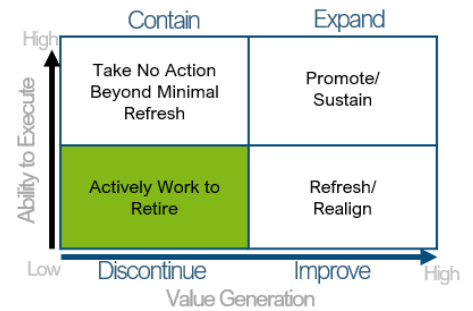 Contain
Expand
High
Take No Action
Beyond Minimal
Refresh
Promote/
Sustain
Ability to Execute
Actively Work to
Retire
Refresh/
Realign
Low
Discontinue
Improve
High
Value Generation